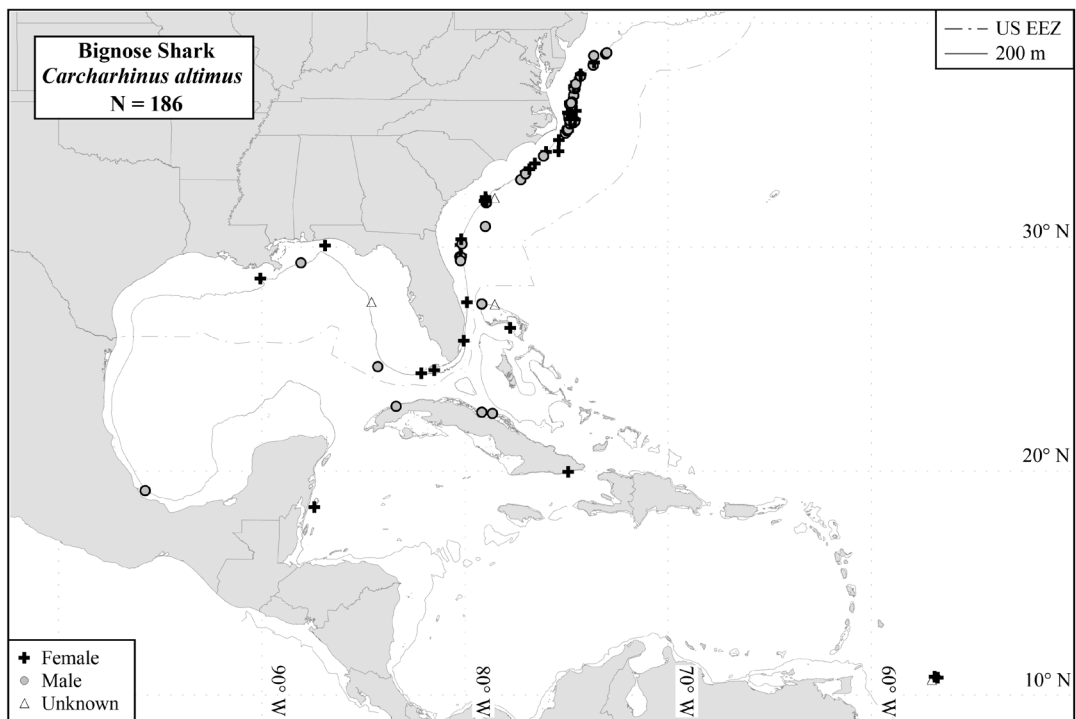 Bignose Shark
Carcharhinus altimus
N = 186
US EEZ
200 m
30° N
20° N
10° N
90° W
80° W
70° W
60° W
Female
Male
Unknown